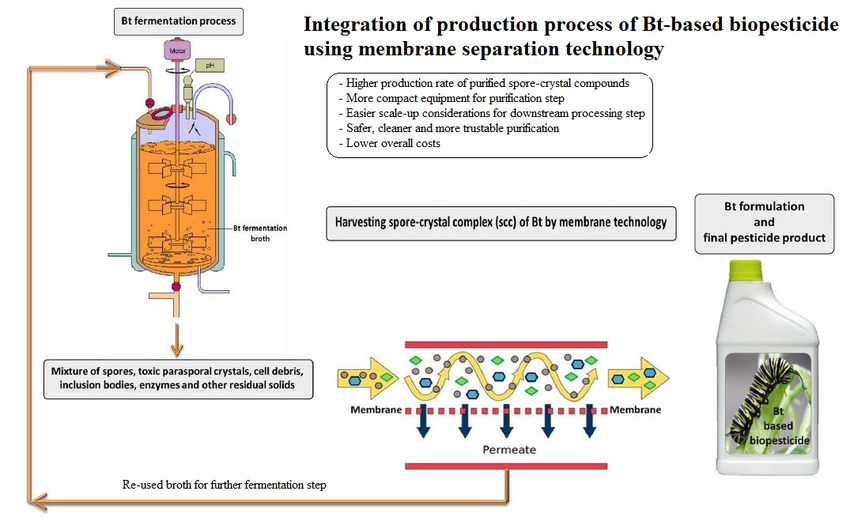 Bt fermentation process
Integration of production process of Bt-based biopesticide
using membrane separation technology
Motor
pH
- Higher production rate of purified spore-crystal compounds
- More compact equipment for purification step
- Easier scale-up considerations for downstream processing step
- Safer, cleaner and more trustable purification
- Lower overall costs
Bt fermentation
broth
Harvesting spore-crystal complex (scc) of Bt by membrane technology
Bt formulation
and
final pesticide product
Mixture of spores, toxic parasporal crystals, cell debris,
inclusion bodies, enzymes and other residual solids
Membrane
Membrane
Permeate
Bt
based
biopesticide
Re-used broth for further fermentation step